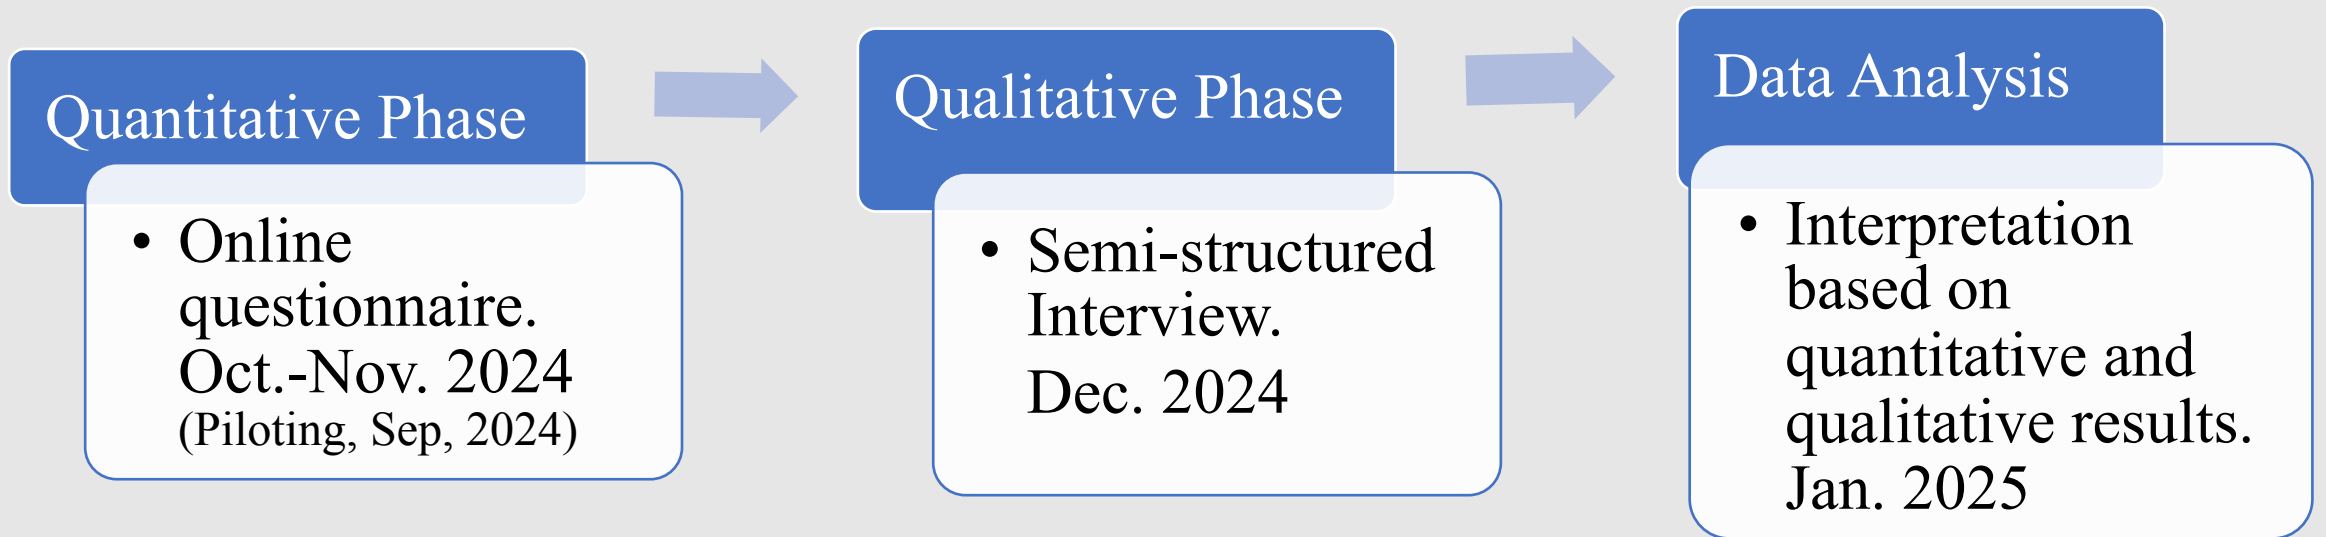 Quantitative Phase
• Online
questionnaire.
Oct.-Nov. 2024
(Piloting, Sep, 2024)
Qualitative Phase
• Semi-structured
Interview.
Dec. 2024
Data Analysis
• Interpretation
based on
quantitative and
qualitative results.
Jan. 2025